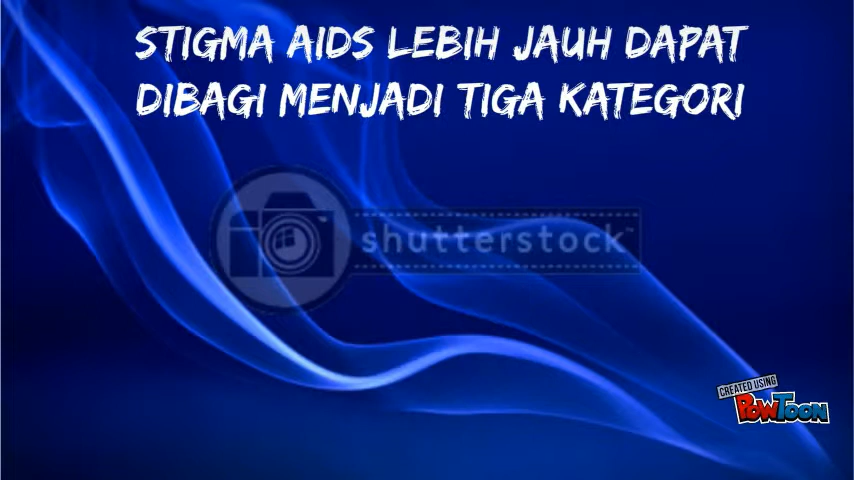 STIGMA AIDS LEBIH JAUH DAPAT
DIBAGI MENJADI TIGA KATEGORI
shutterstock
CREATED USING
POWTOON